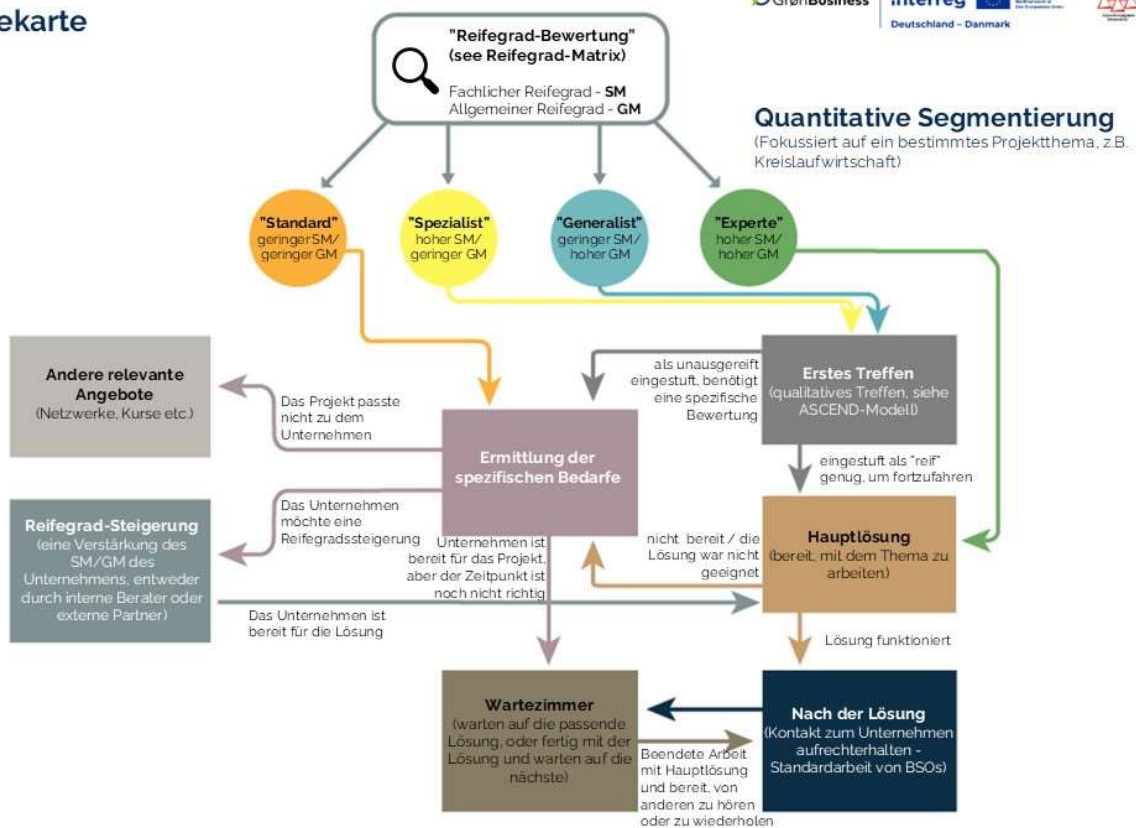 ekarte
GrønBusiness
Interreg
Deutschland – Danmark
"Reifegrad-Bewertung"
(see Reifegrad-Matrix)
Fachlicher Reifegrad - SM
Allgemeiner Reifegrad - GM
Quantitative Segmentierung
(Fokussiert auf ein bestimmtes Projektthema, z.B.
Kreislaufwirtschaft)
"Standard"
geringer SM/
geringer GM
"Spezialist"
hoher SM/
geringer GM
"Generalist"
geringer SM/
hoher GM
"Experte"
hoher SM/
hoher GM
Andere relevante
Angebote
(Netzwerke, Kurse etc.)
Das Projekt passte
nicht zu dem
Unternehmen
Ermittlung der
spezifischen Bedarfe
als unausgereift
eingestuft, benötigt
eine spezifische
Bewertung
Erstes Treffen
(qualitatives Treffen, siehe
ASCEND-Modell)
eingestuft als "reif"
genug, um fortzufahren
Reifegrad-Steigerung
(eine Verstärkung des
SM/GM des
Unternehmens, entweder
durch interne Berater oder
externe Partner)
Das Unternehmen
möchte eine
Reifegradssteigerung
Unternehmen ist
bereit für das Projekt,
aber der Zeitpunkt ist
noch nicht richtig
nicht bereit / die
Lösung war nicht
geeignet
Hauptlösung
(bereit, mit dem Thema zu
arbeiten.)
Das Unternehmen ist
bereit für die Lösung
Lösung funktioniert
Wartezimmer
(warten auf die passende
Lösung, oder fertig mit der
Lösung und warten auf die
nächste)
Beendete Arbeit
mit Hauptlösung
und bereit, von
anderen zu hören
oder zu wiederholen
Nach der Lösung
(Kontakt zum Unternehmen
aufrechterhalten -
Standardarbeit von BSOs)